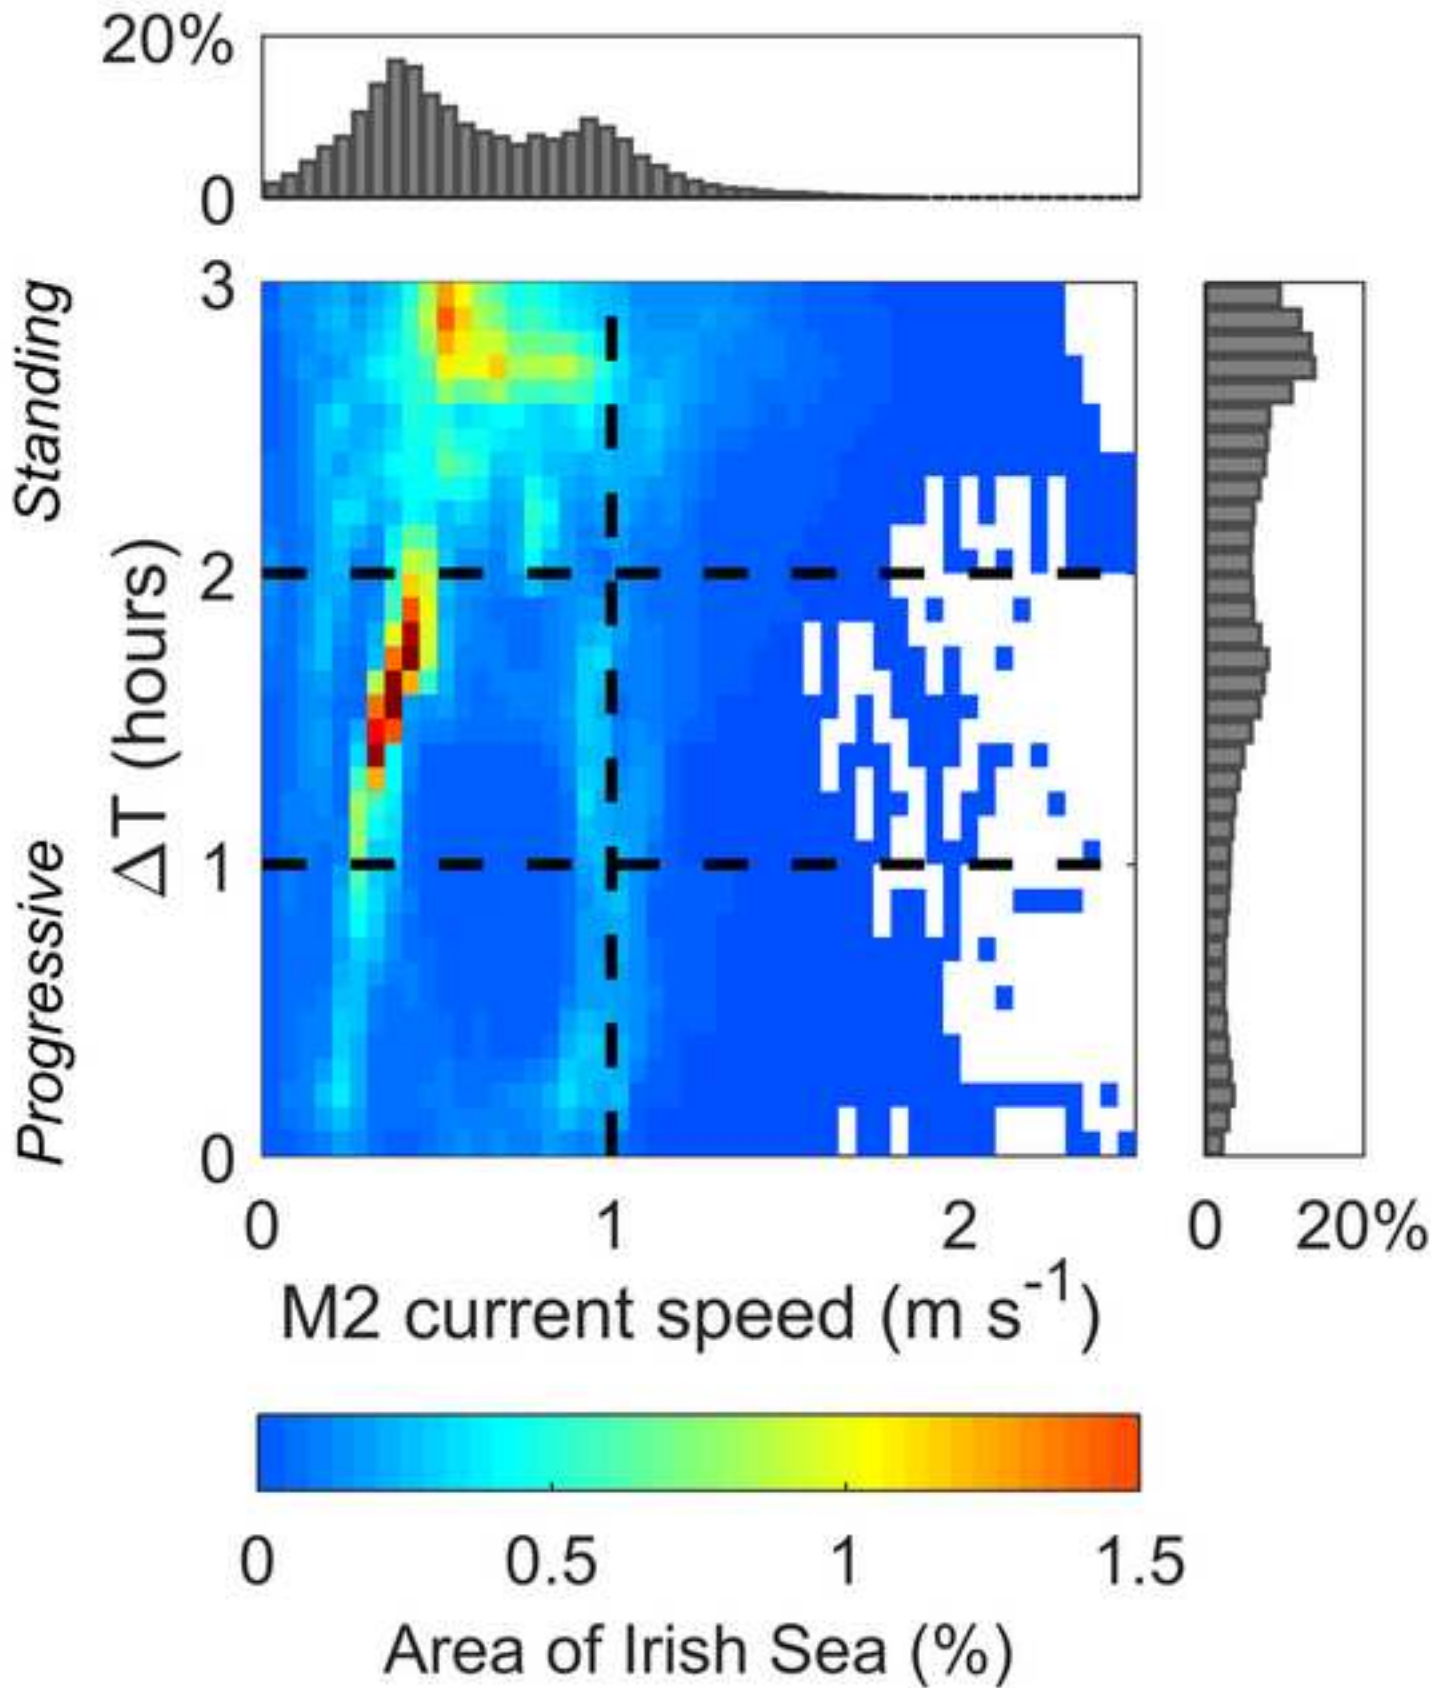 20%
0
3
2
1
0
Standing
Progressive
ΔT (hours)
0 1 2
0 20%
M2 current speed (m s⁻¹)
0 0.5 1 1.5
Area of Irish Sea (%)